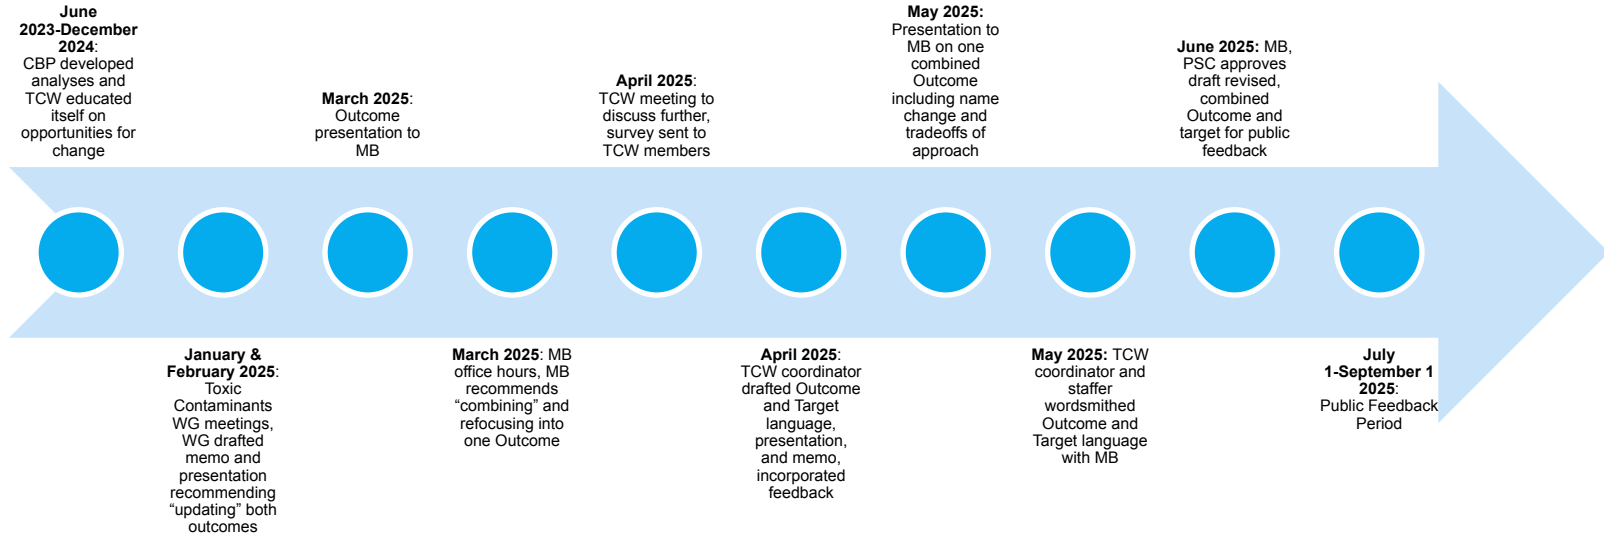 June
2023-December
2024:
CBP developed
analyses and
TCW educated
itself on
opportunities for
change
January &
February 2025:
Toxic
Contaminants
WG meetings,
WG drafted
memo and
presentation
recommending
“updating” both
outcomes
March 2025:
Outcome
presentation to
MB
March 2025: MB
office hours, MB
recommends
“combining” and
refocusing into
one Outcome
April 2025:
TCW meeting to
discuss further,
survey sent to
TCW members
April 2025:
TCW coordinator
drafted Outcome
and Target
language,
presentation,
and memo,
incorporated
feedback
May 2025:
Presentation to
MB on one
combined
Outcome
including name
change and
tradeoffs of
approach
May 2025: TCW
coordinator and
staffer
wordsmithed
Outcome and
Target language
with MB
June 2025: MB,
PSC approves
draft revised,
combined
Outcome and
target for public
feedback
July
1-September 1
2025:
Public Feedback
Period